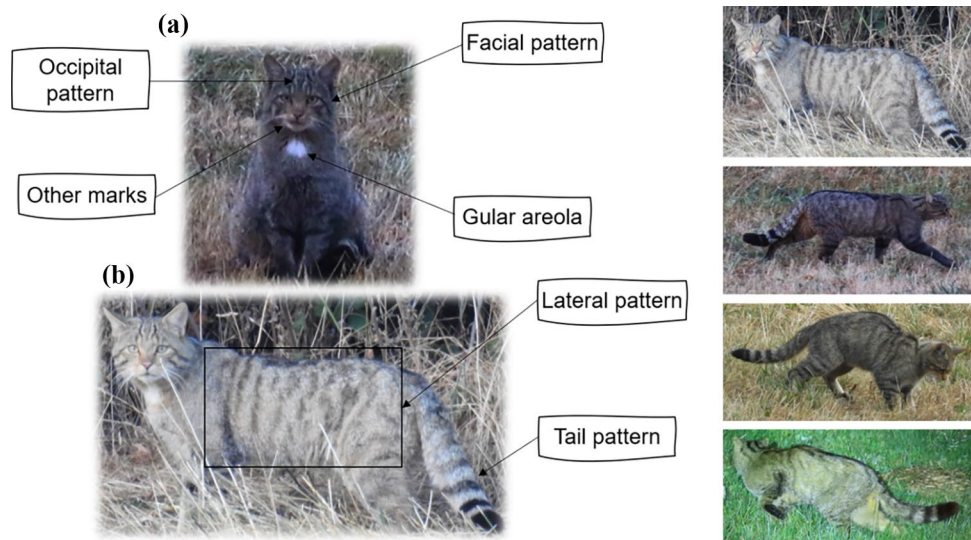 (a)
Facial pattern
Occipital
pattern
Other marks
Gular areola
(b)
Lateral pattern
Tail pattern